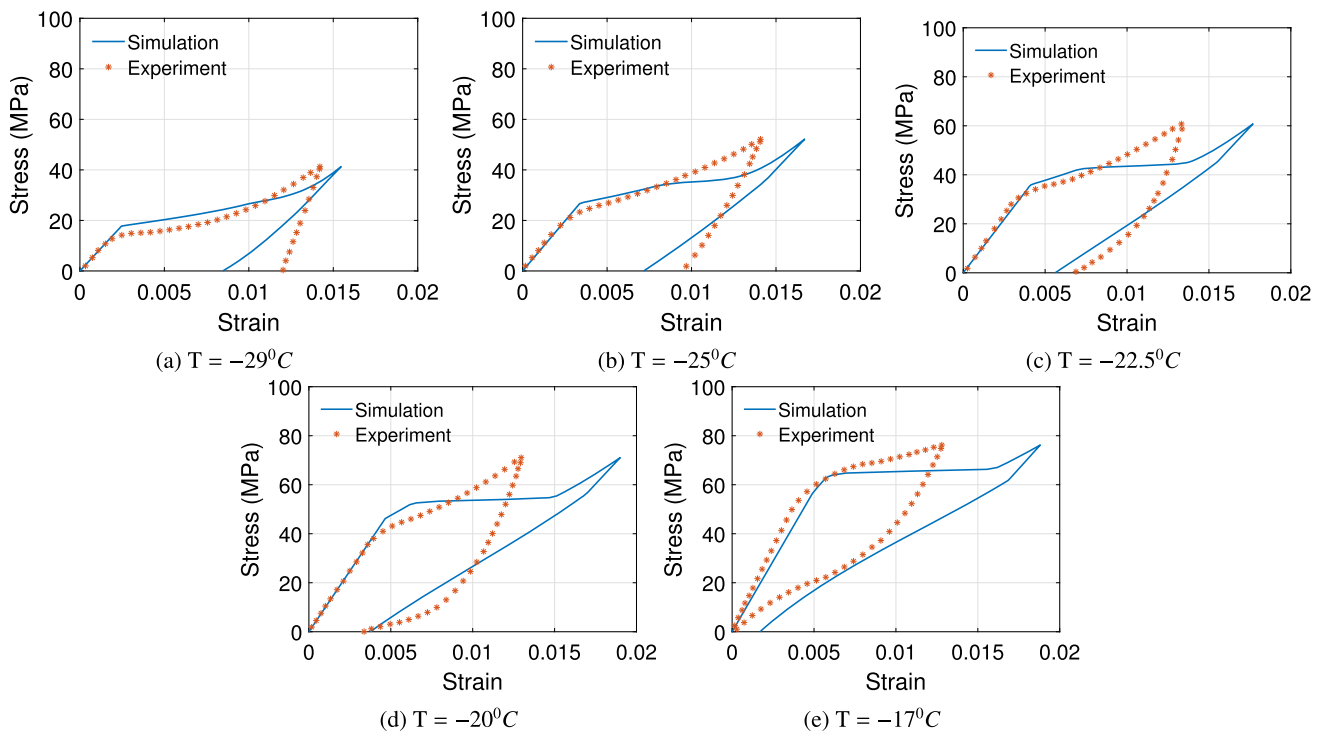 Simulation
Experiment
Stress (MPa)
100
80
60
40
20
0
0 0.005 0.01 0.015 0.02
Strain
(a) T = −29⁰C
Simulation
Experiment
Stress (MPa)
100
80
60
40
20
0
0 0.005 0.01 0.015 0.02
Strain
(b) T = −25⁰C
Simulation
Experiment
Stress (MPa)
100
80
60
40
20
0
0 0.005 0.01 0.015 0.02
Strain
(c) T = −22.5⁰C
Simulation
Experiment
Stress (MPa)
100
80
60
40
20
0
0 0.005 0.01 0.015 0.02
Strain
(d) T = −20⁰C
Simulation
Experiment
Stress (MPa)
100
80
60
40
20
0
0 0.005 0.01 0.015 0.02
Strain
(e) T = −17⁰C